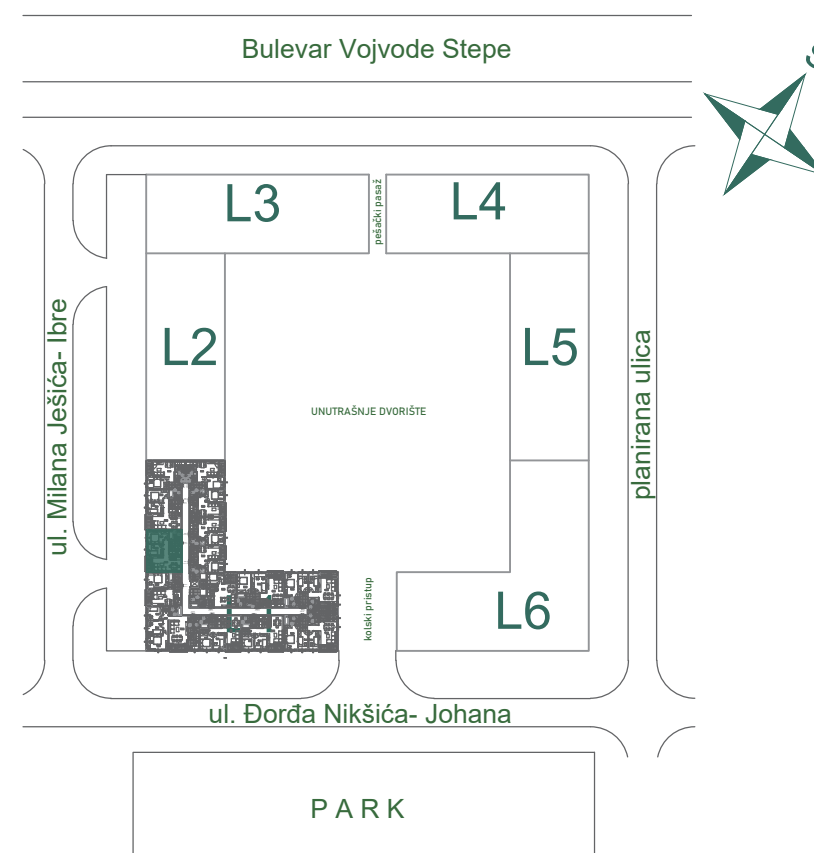 Bulevar Vojvode Stepe
S
L3
pešački pasaž
L4
L2
L5
ul. Milana Ješića- Ibre
planirana ulica
UNUTRAŠNJE DVORIŠTE
kolski pristup
L6
ul. Đorđa Nikšića- Johana
PARK